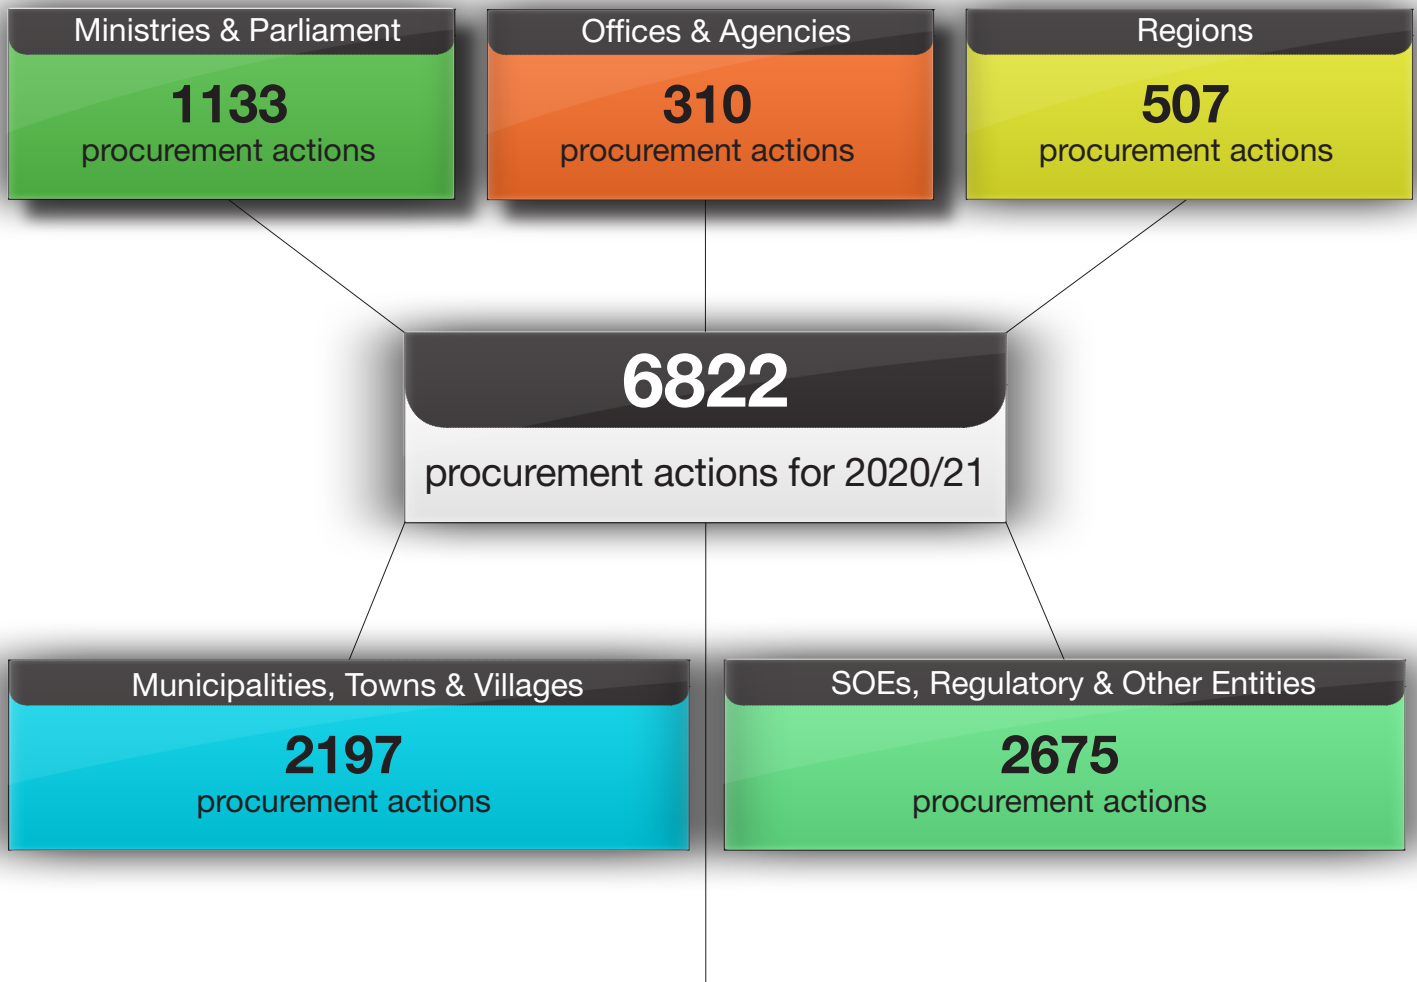 Ministries & Parliament
1133
procurement actions
Offices & Agencies
310
procurement actions
Regions
507
procurement actions
6822
procurement actions for 2020/21
Municipalities, Towns & Villages
2197
procurement actions
SOEs, Regulatory & Other Entities
2675
procurement actions